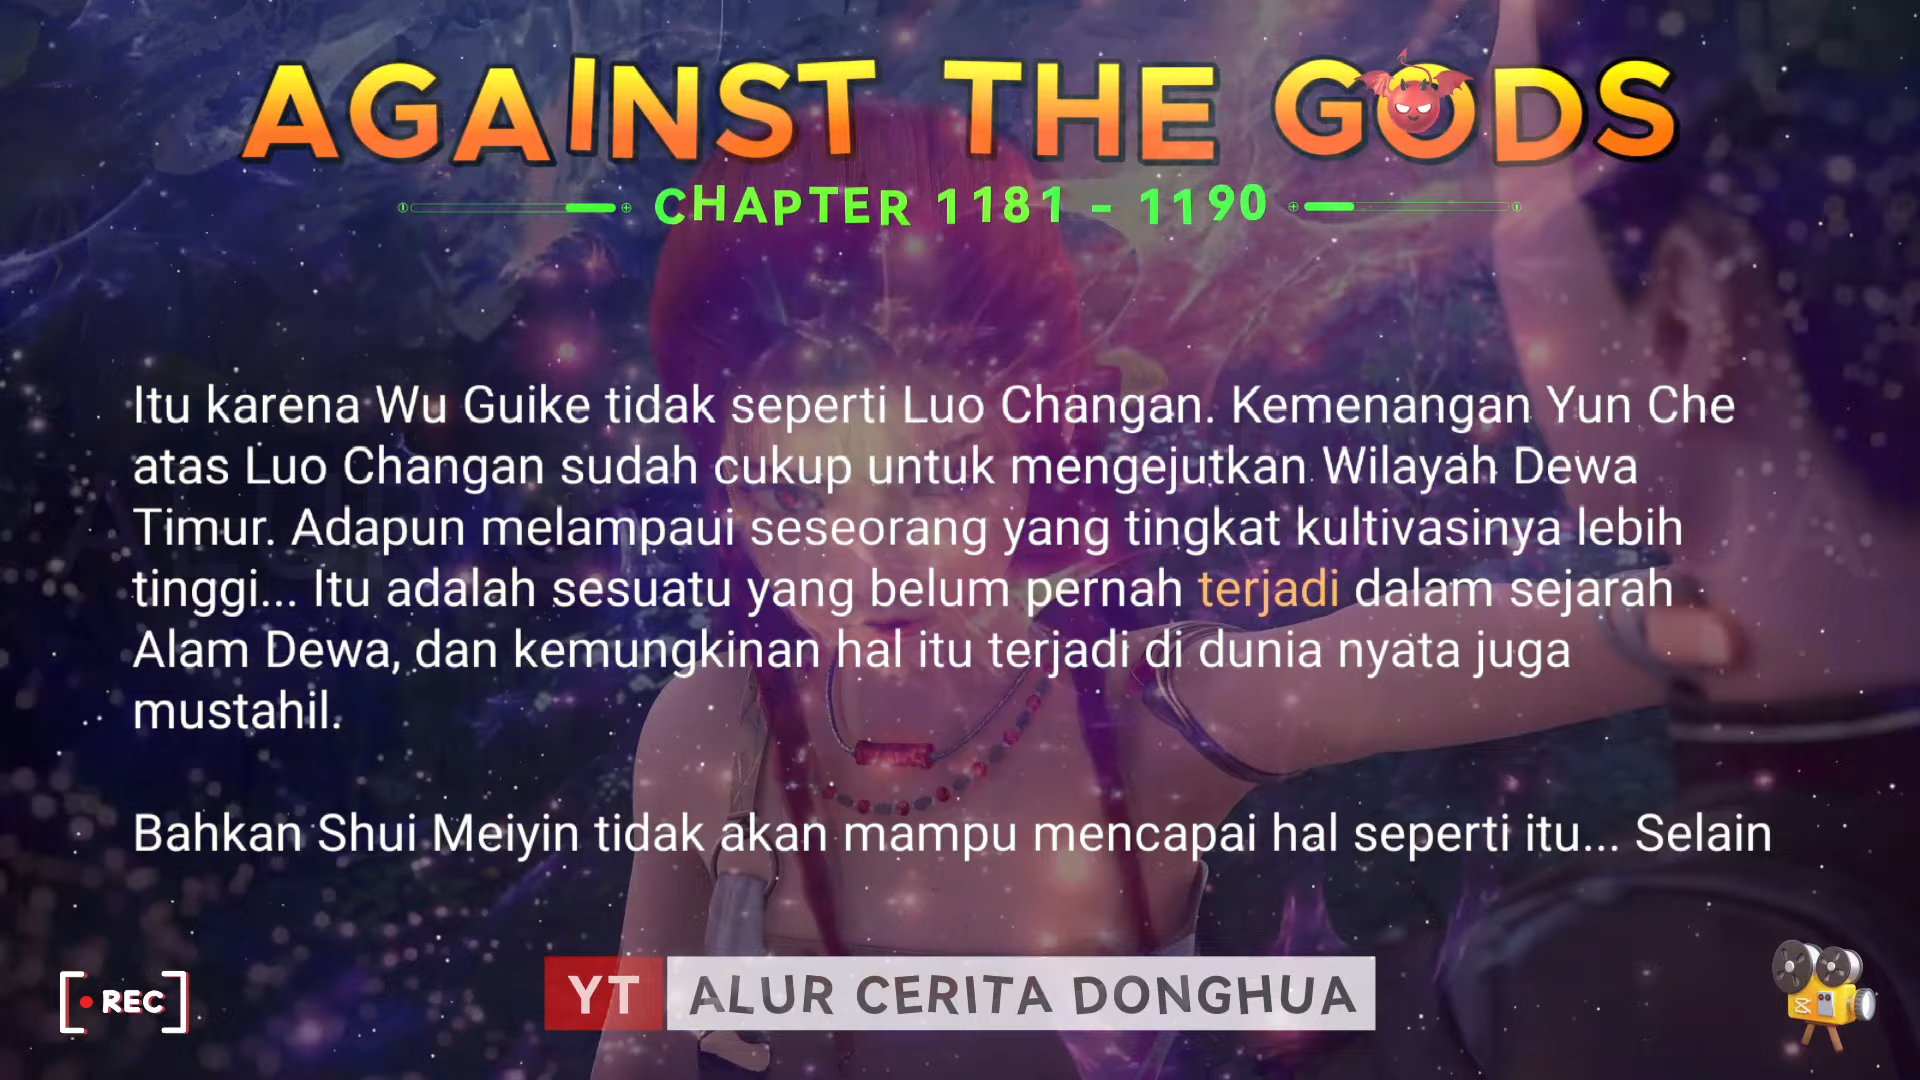 AGAINST THE GODS
CHAPTER 1181 - 1190
Itu karena Wu Guike tidak seperti Luo Changan. Kemenangan Yun Che
atas Luo Changan sudah cukup untuk mengejutkan Wilayah Dewa
Timur. Adapun melampaui seseorang yang tingkat kultivasinya lebih
tinggi... Itu adalah sesuatu yang belum pernah terjadi dalam sejarah
Alam Dewa, dan kemungkinan hal itu terjadi di dunia nyata juga
mustahil.
Bahkan Shui Meiyin tidak akan mampu mencapai hal seperti itu... Selain
REC
YT ALUR CERITA DONGHUA